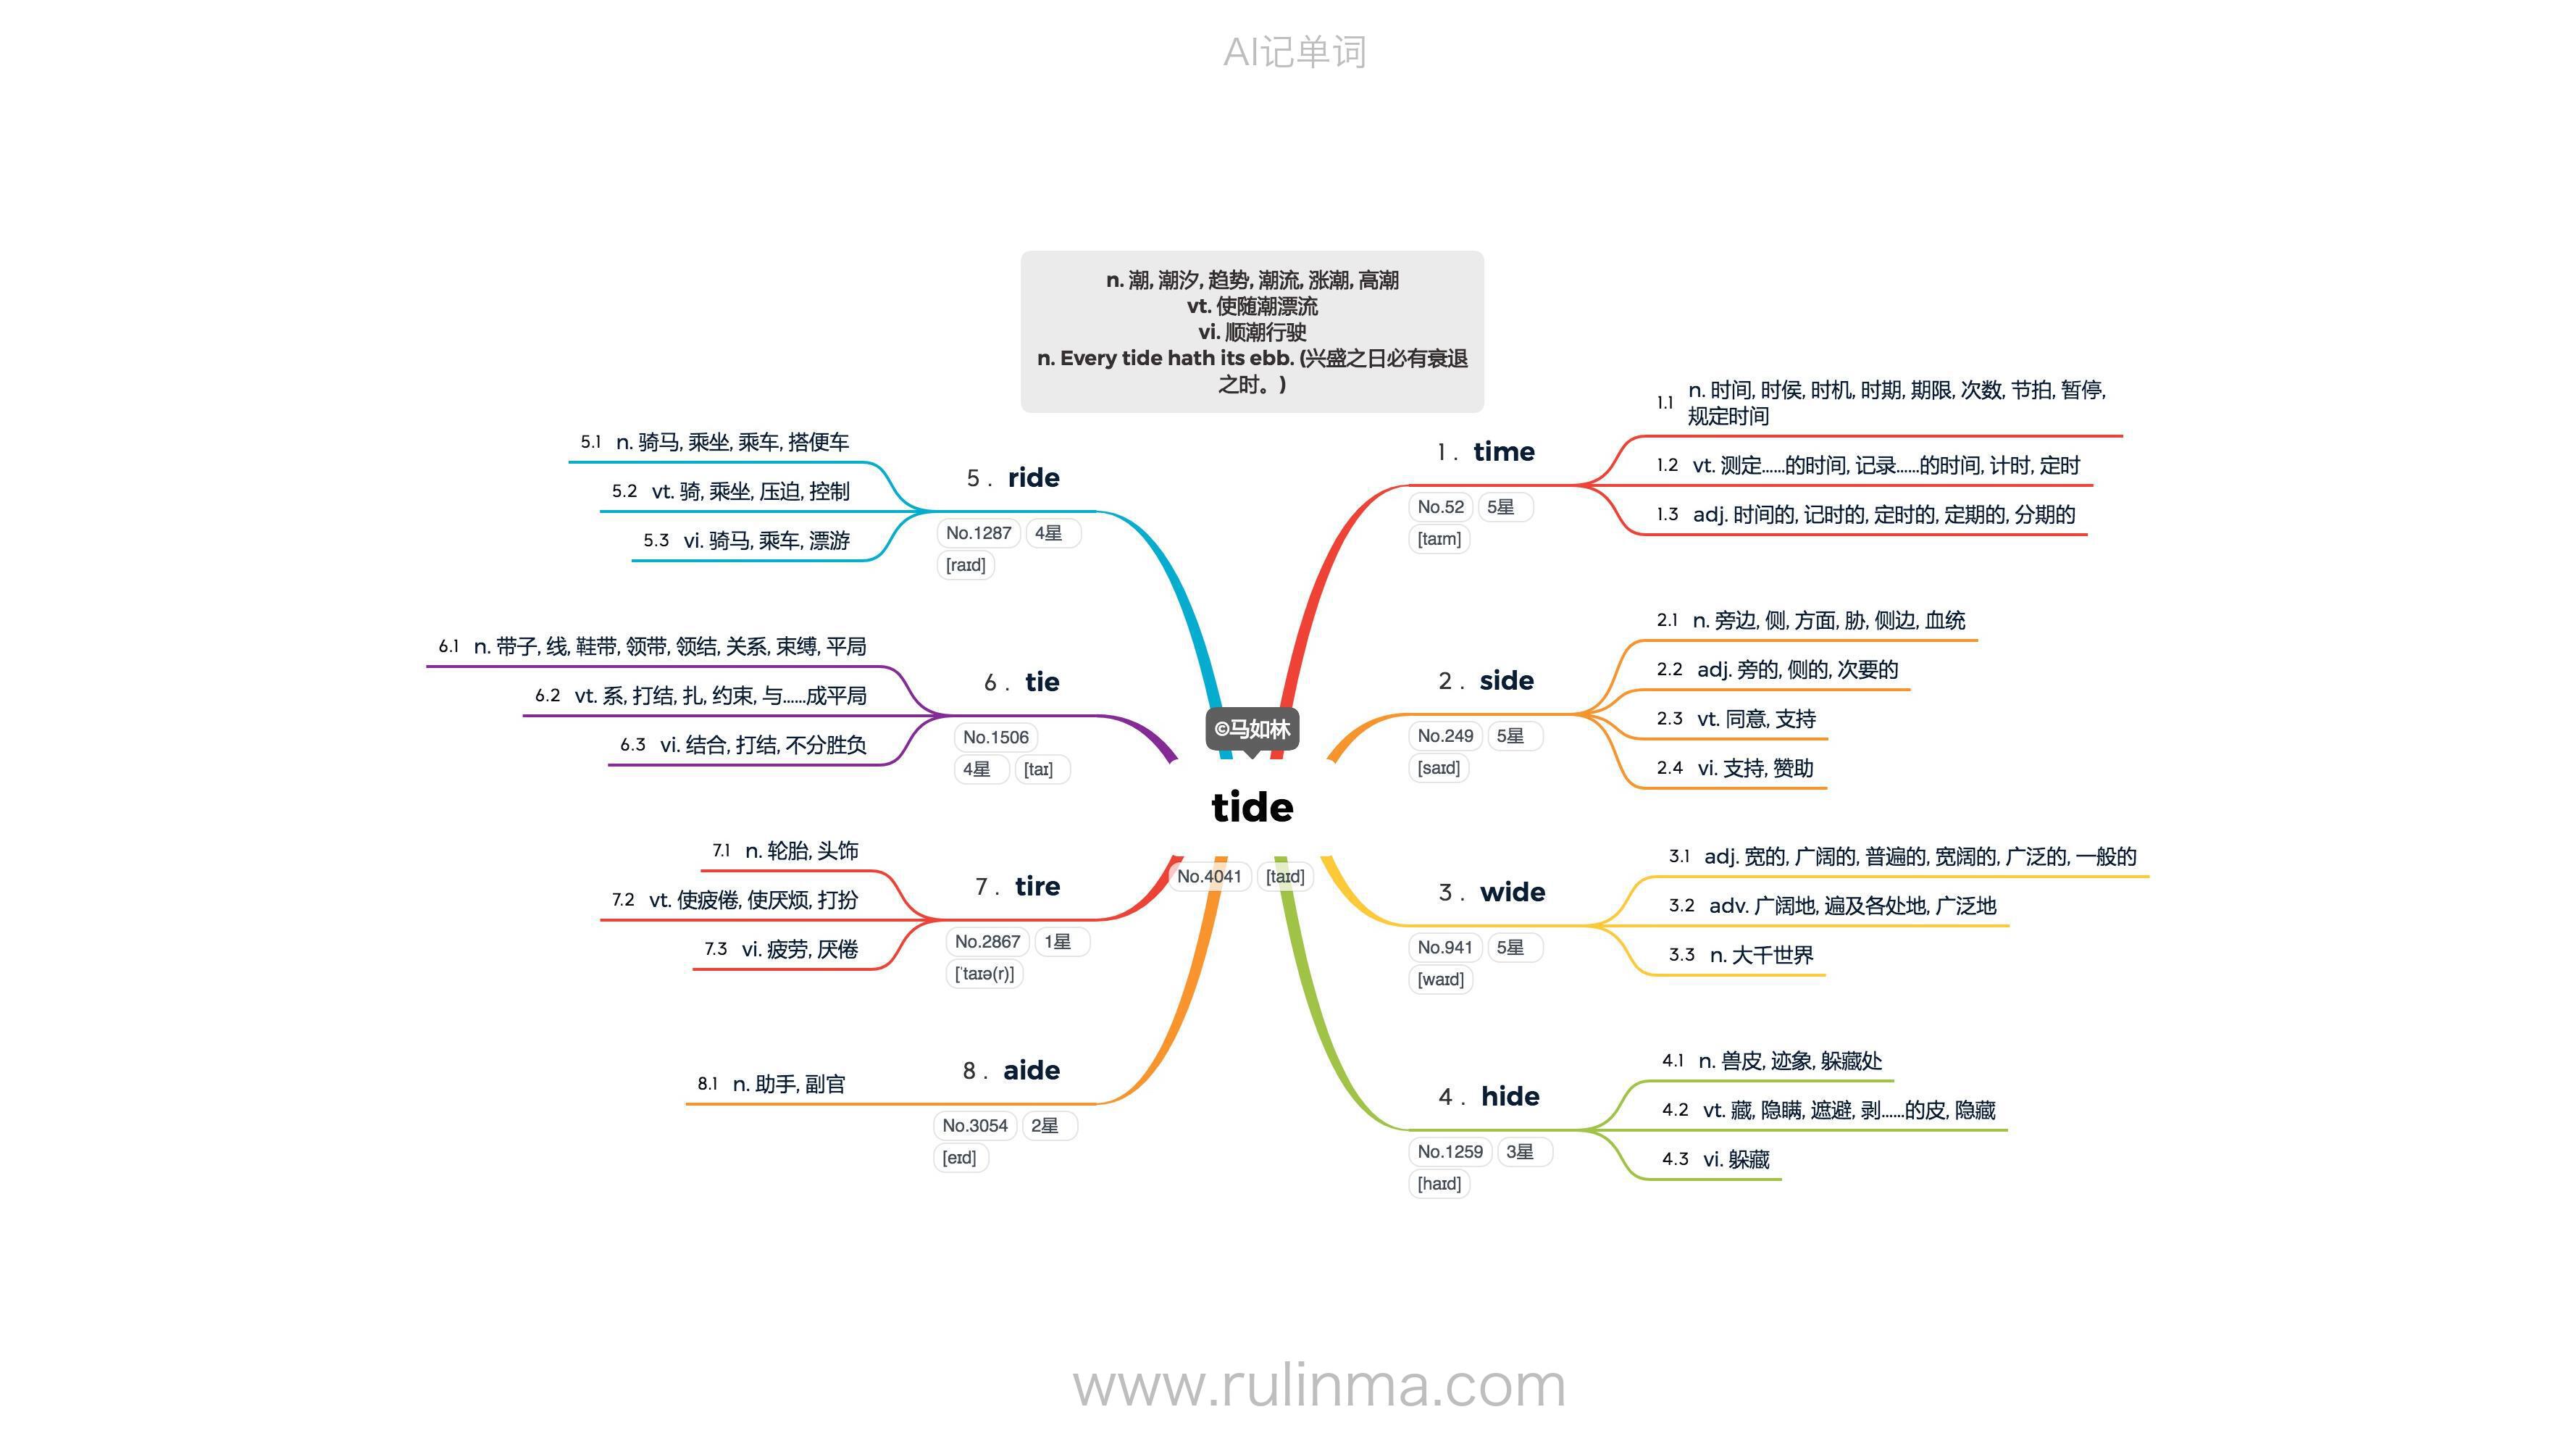 AI记单词
n. 潮, 潮汐, 趋势, 潮流, 涨潮, 高潮
vt. 使随潮漂流
vi. 顺潮行驶
n. Every tide hath its ebb. (兴盛之日必有衰退
之时。)
©马如林
tide
No.4041 [taɪd]
1 . time
No.52 5星
[taɪm]
1.1 n. 时间, 时侯, 时机, 时期, 期限, 次数, 节拍, 暂停,
规定时间
1.2 vt. 测定……的时间, 记录……的时间, 计时, 定时
1.3 adj. 时间的, 记时的, 定时的, 定期的, 分期的
2 . side
No.249 5星
[saɪd]
2.1 n. 旁边, 侧, 方面, 胁, 侧边, 血统
2.2 adj. 旁的, 侧的, 次要的
2.3 vt. 同意, 支持
2.4 vi. 支持, 赞助
3 . wide
No.941 5星
[waɪd]
3.1 adj. 宽的, 广阔的, 普遍的, 宽阔的, 广泛的, 一般的
3.2 adv. 广阔地, 遍及各处地, 广泛地
3.3 n. 大千世界
4 . hide
No.1259 3星
[haɪd]
4.1 n. 兽皮, 迹象, 躲藏处
4.2 vt. 藏, 隐瞒, 遮避, 剥……的皮, 隐藏
4.3 vi. 躲藏
5 . ride
No.1287 4星
[raɪd]
5.1 n. 骑马, 乘坐, 乘车, 搭便车
5.2 vt. 骑, 乘坐, 压迫, 控制
5.3 vi. 骑马, 乘车, 漂游
6 . tie
No.1506
4星 [taɪ]
6.1 n. 带子, 线, 鞋带, 领带, 领结, 关系, 束缚, 平局
6.2 vt. 系, 打结, 扎, 约束, 与……成平局
6.3 vi. 结合, 打结, 不分胜负
7 . tire
No.2867 1星
[ˈtaɪə(r)]
7.1 n. 轮胎, 头饰
7.2 vt. 使疲倦, 使厌烦, 打扮
7.3 vi. 疲劳, 厌倦
8 . aide
No.3054 2星
[eɪd]
8.1 n. 助手, 副官
www.rulinma.com